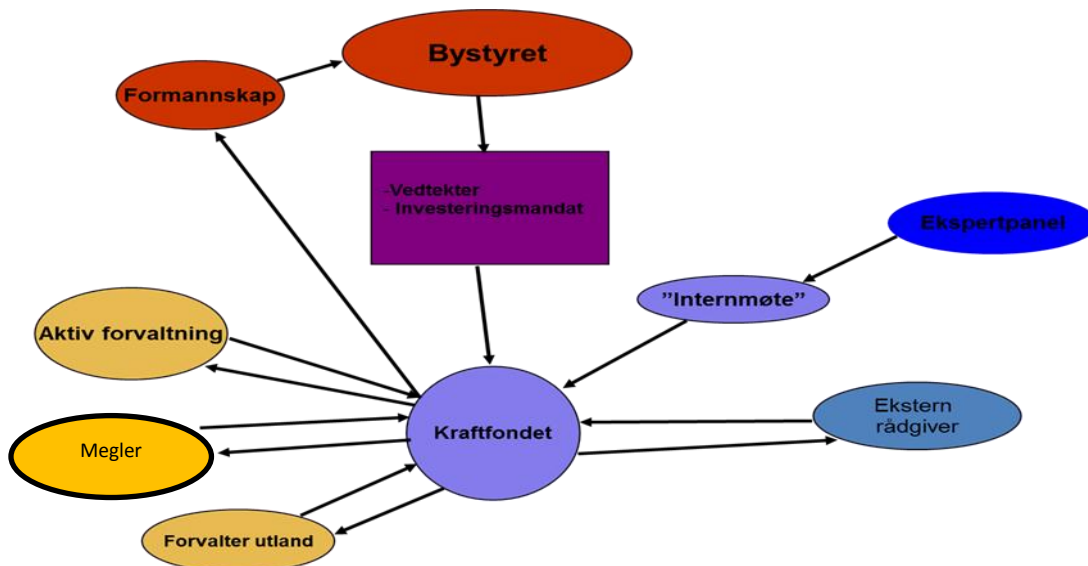 Bystyret
Formannskap
-Vedtekter
- Investeringsmandat
Ekspertpanel
”Internmøte”
Aktiv forvaltning
Ekstern
rådgiver
Kraftfondet
Megler
Forvalter utland